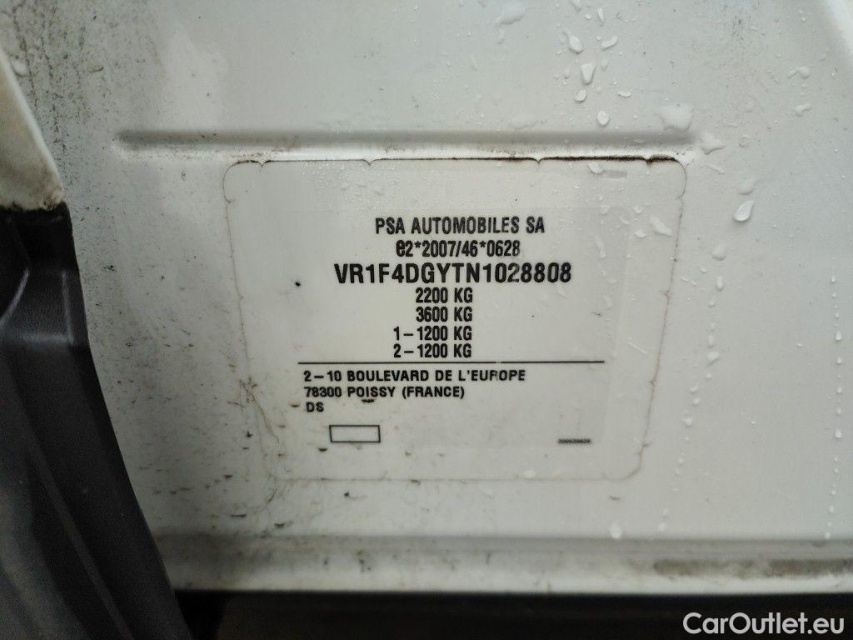 PSA AUTOMOBILES SA
e2*2007/46*0628
VR1F4DGYTN1028808
2200 KG
3600 KG
1-1200 KG
2-1200 KG
2-10 BOULEVARD DE L'EUROPE
78300 POISSY (FRANCE)
DS
CarOutlet.eu